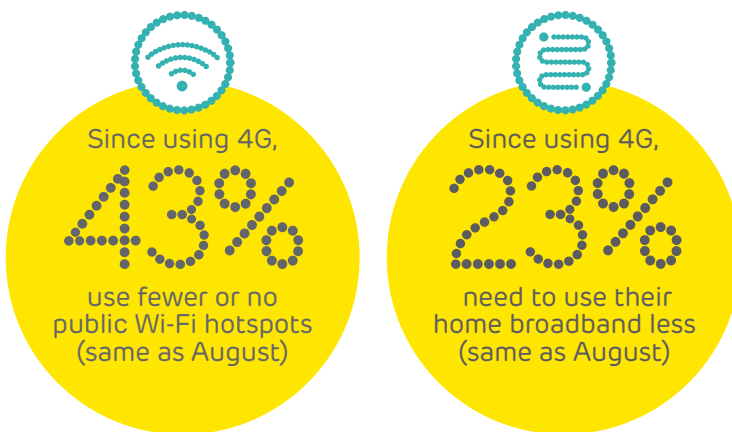 Since using 4G,
43%
use fewer or no
public Wi-Fi hotspots
(same as August)
Since using 4G,
23%
need to use their
home broadband less
(same as August)